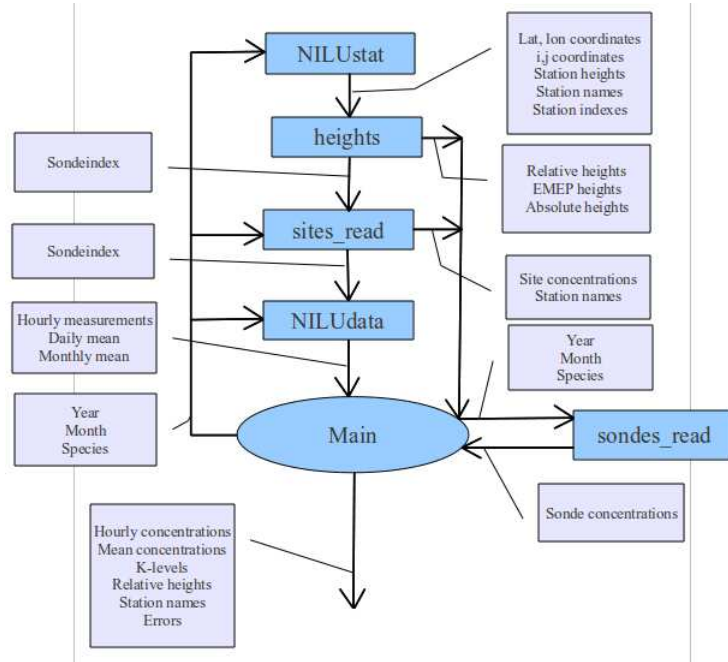 NILUstat
Lat, lon coordinates
i,j coordinates
Station heights
Station names
Station indexes
heights
Sondeindex
Relative heights
EMEP heights
Absolute heights
sites_read
Sondeindex
Site concentrations
Station names
NILUdata
Hourly measurements
Daily mean
Monthly mean
Year
Month
Species
Year
Month
Species
Main
sondes_read
Sonde concentrations
Hourly concentrations
Mean concentrations
K-levels
Relative heights
Station names
Errors